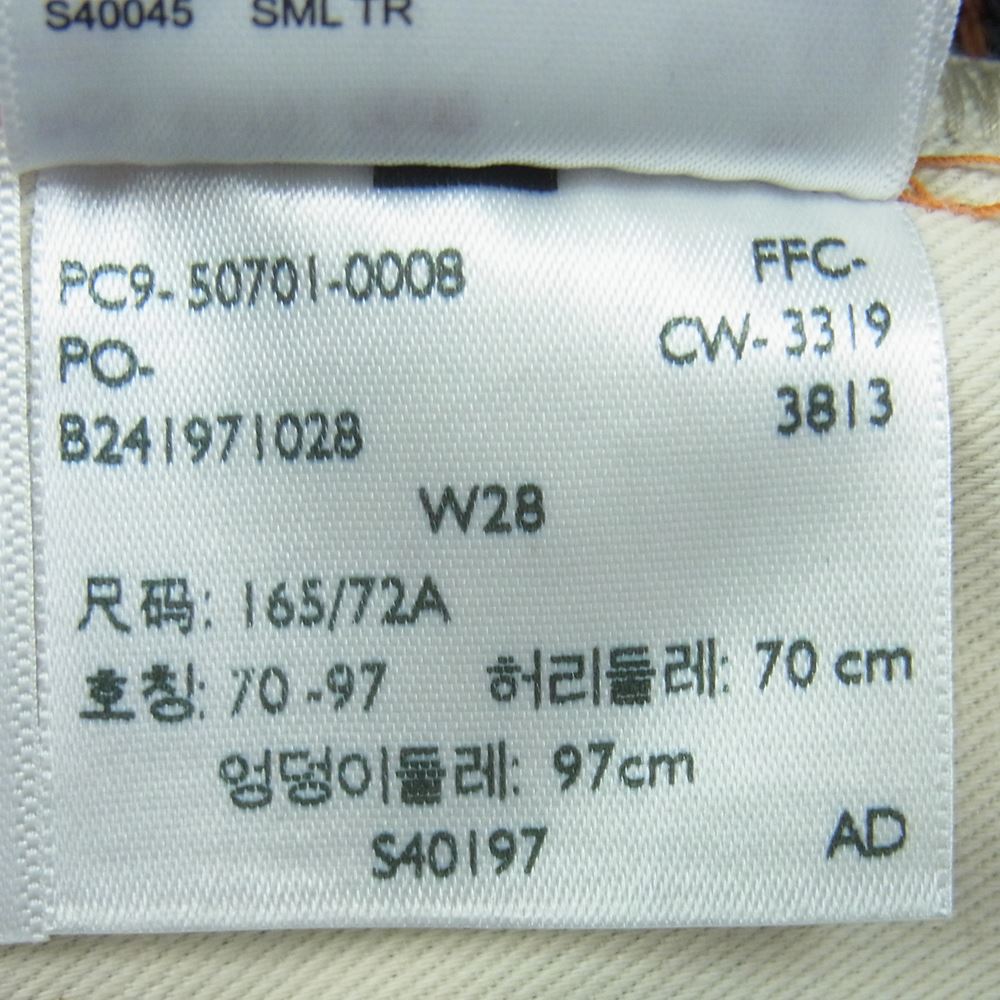 S40045 SML TR
PC9-50701-0008 FFC-
PO- CW-3319
B241971028 3813
W28
尺码: 165/72A
호칭: 70-97 허리둘레: 70 cm
엉덩이둘레: 97cm
S40197 AD